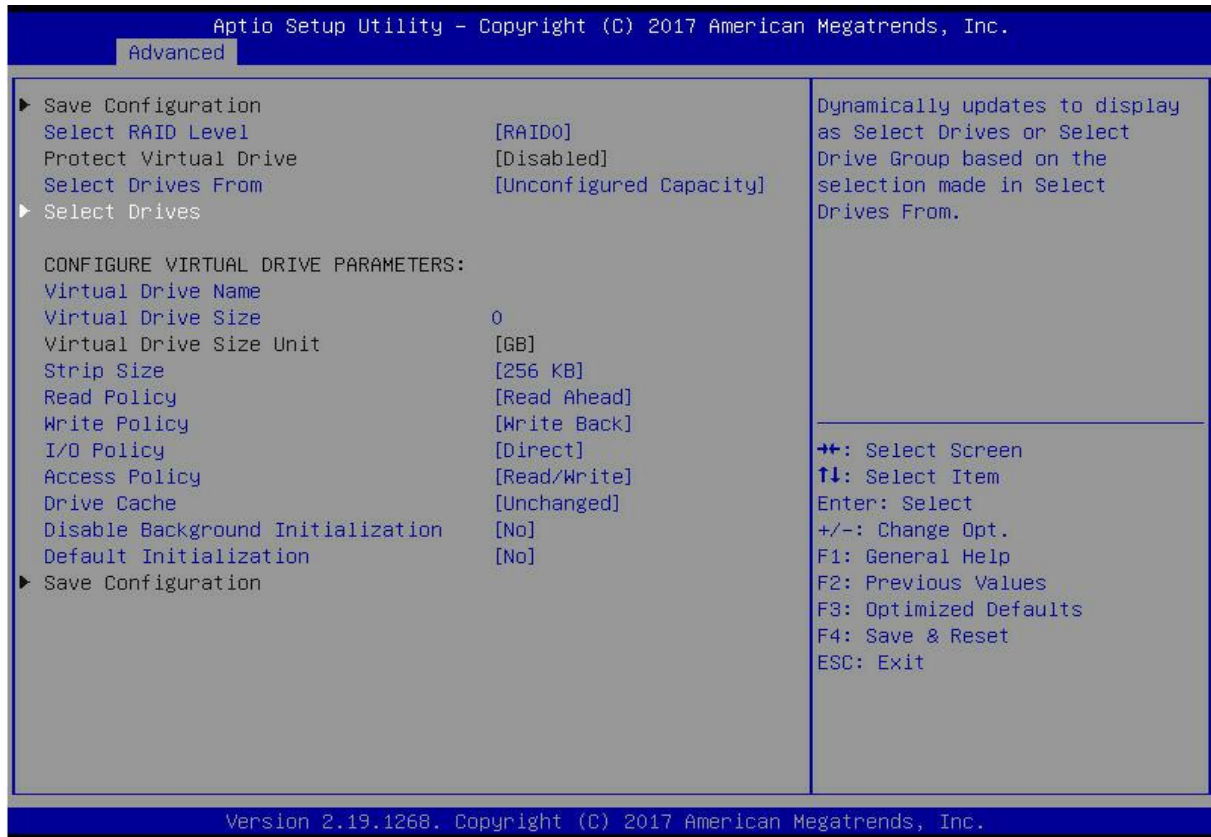 Aptio Setup Utility – Copyright (C) 2017 American Megatrends, Inc.
Advanced
▶ Save Configuration
Select RAID Level [RAID0]
Protect Virtual Drive [Disabled]
Select Drives From [Unconfigured Capacity]
▶ Select Drives
CONFIGURE VIRTUAL DRIVE PARAMETERS:
Virtual Drive Name
Virtual Drive Size 0
Virtual Drive Size Unit [GB]
Strip Size [256 KB]
Read Policy [Read Ahead]
Write Policy [Write Back]
I/O Policy [Direct]
Access Policy [Read/Write]
Drive Cache [Unchanged]
Disable Background Initialization [No]
Default Initialization [No]
▶ Save Configuration
Dynamically updates to display
as Select Drives or Select
Drive Group based on the
selection made in Select
Drives From.
→←: Select Screen
↑↓: Select Item
Enter: Select
+/-: Change Opt.
F1: General Help
F2: Previous Values
F3: Optimized Defaults
F4: Save & Reset
ESC: Exit
Version 2.19.1268. Copyright (C) 2017 American Megatrends, Inc.